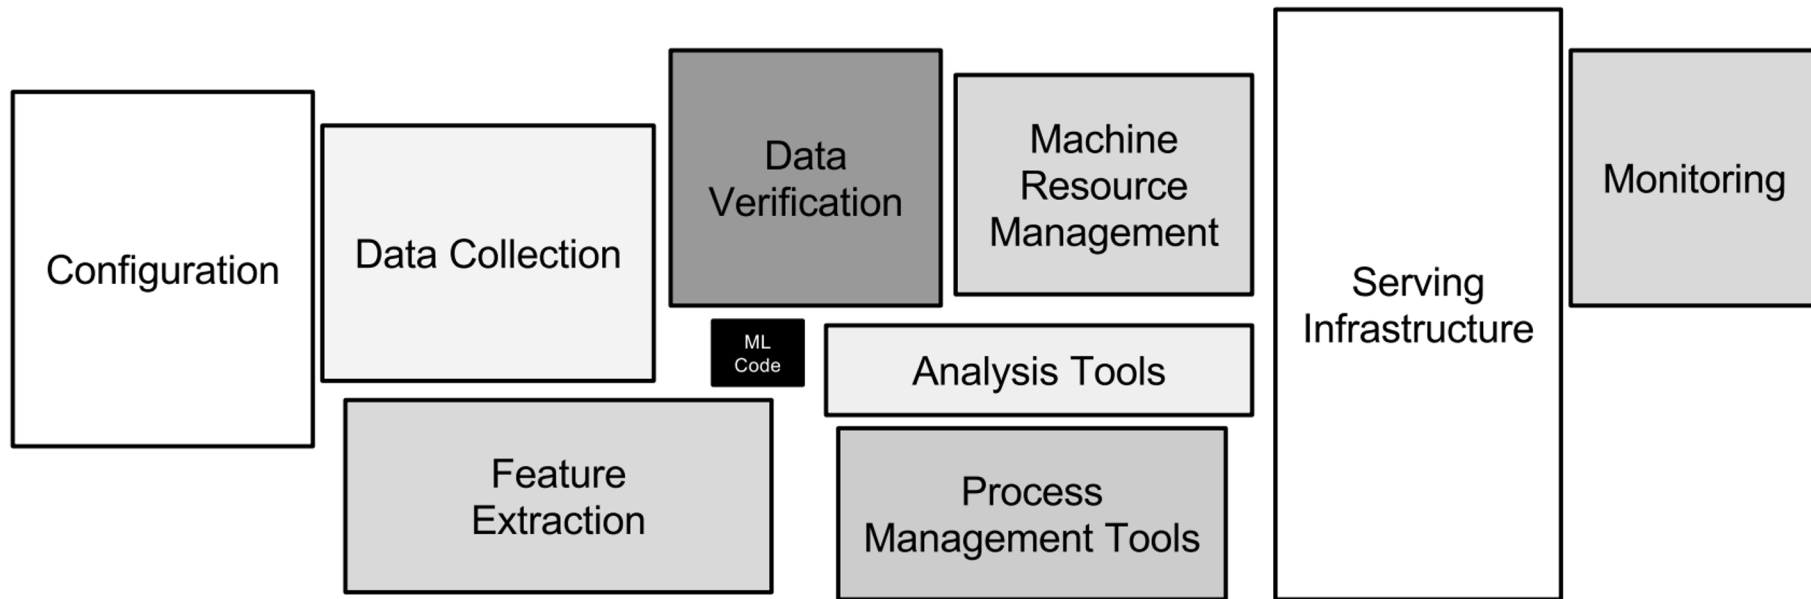 Configuration
Data Collection
Feature
Extraction
Data
Verification
ML
Code
Machine
Resource
Management
Analysis Tools
Process
Management Tools
Serving
Infrastructure
Monitoring